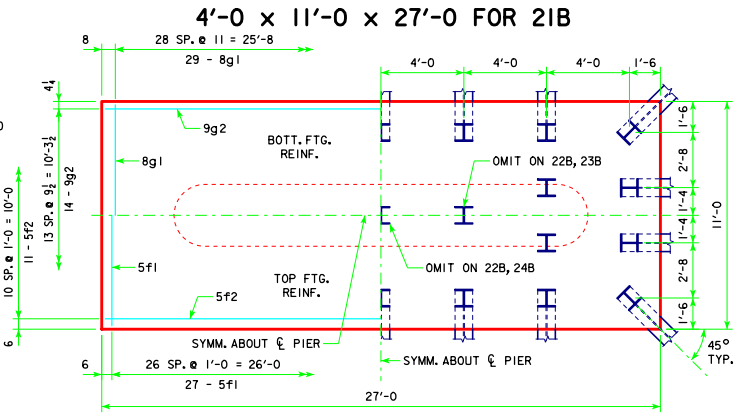 4'-0 x 11'-0 x 27'-0 FOR 21B
8
28 SP. @ 11 = 25'-8
29 - 8g1
4'-0
4'-0
4'-0
1'-6
4¼
9g2
BOTT. FTG.
REINF.
8g1
OMIT ON 22B, 23B
13 SP. @ 9½ = 10'-3½
14 - 9g2
10 SP. @ 1'-0 = 10'-0
11 - 5f2
1'-6
2'-8
1'-4
1'-4
2'-8
1'-6
11'-0
5f1
TOP FTG.
REINF.
OMIT ON 22B, 24B
5f2
6
SYMM. ABOUT ℄ PIER
SYMM. ABOUT ℄ PIER
45°
TYP.
6
26 SP. @ 1'-0 = 26'-0
27 - 5f1
27'-0